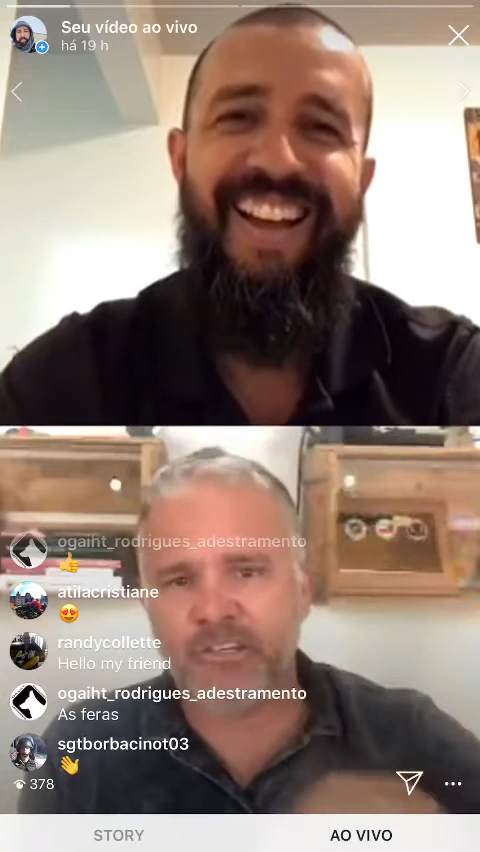 Seu vídeo ao vivo
há 19 h
ogaiht_rodrigues_adestramento
👍
atilacristiane
😍
randycollette
Hello my friend
ogaiht_rodrigues_adestramento
As feras
sgtborbacinot03
👋
378
STORY
AO VIVO